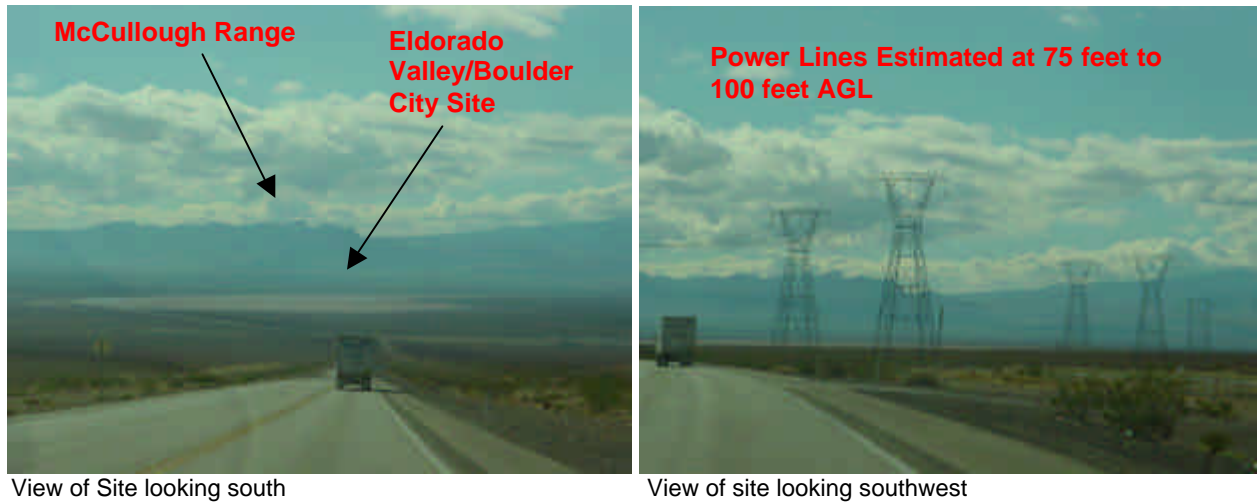 McCullough Range
Eldorado
Valley/Boulder
City Site
Power Lines Estimated at 75 feet to
100 feet AGL
View of Site looking south
View of site looking southwest